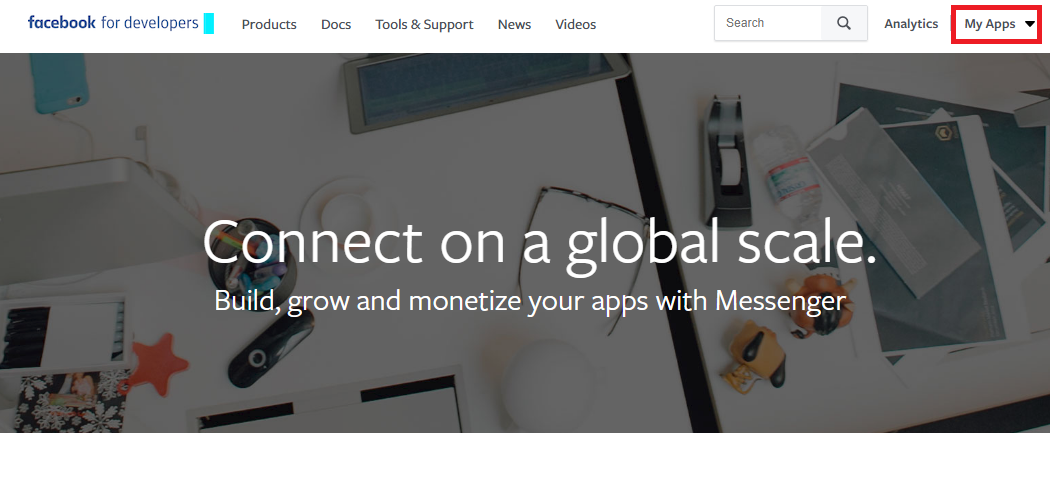 facebook for developers Products Docs Tools & Support News Videos Search Analytics My Apps
Connect on a global scale.
Build, grow and monetize your apps with Messenger